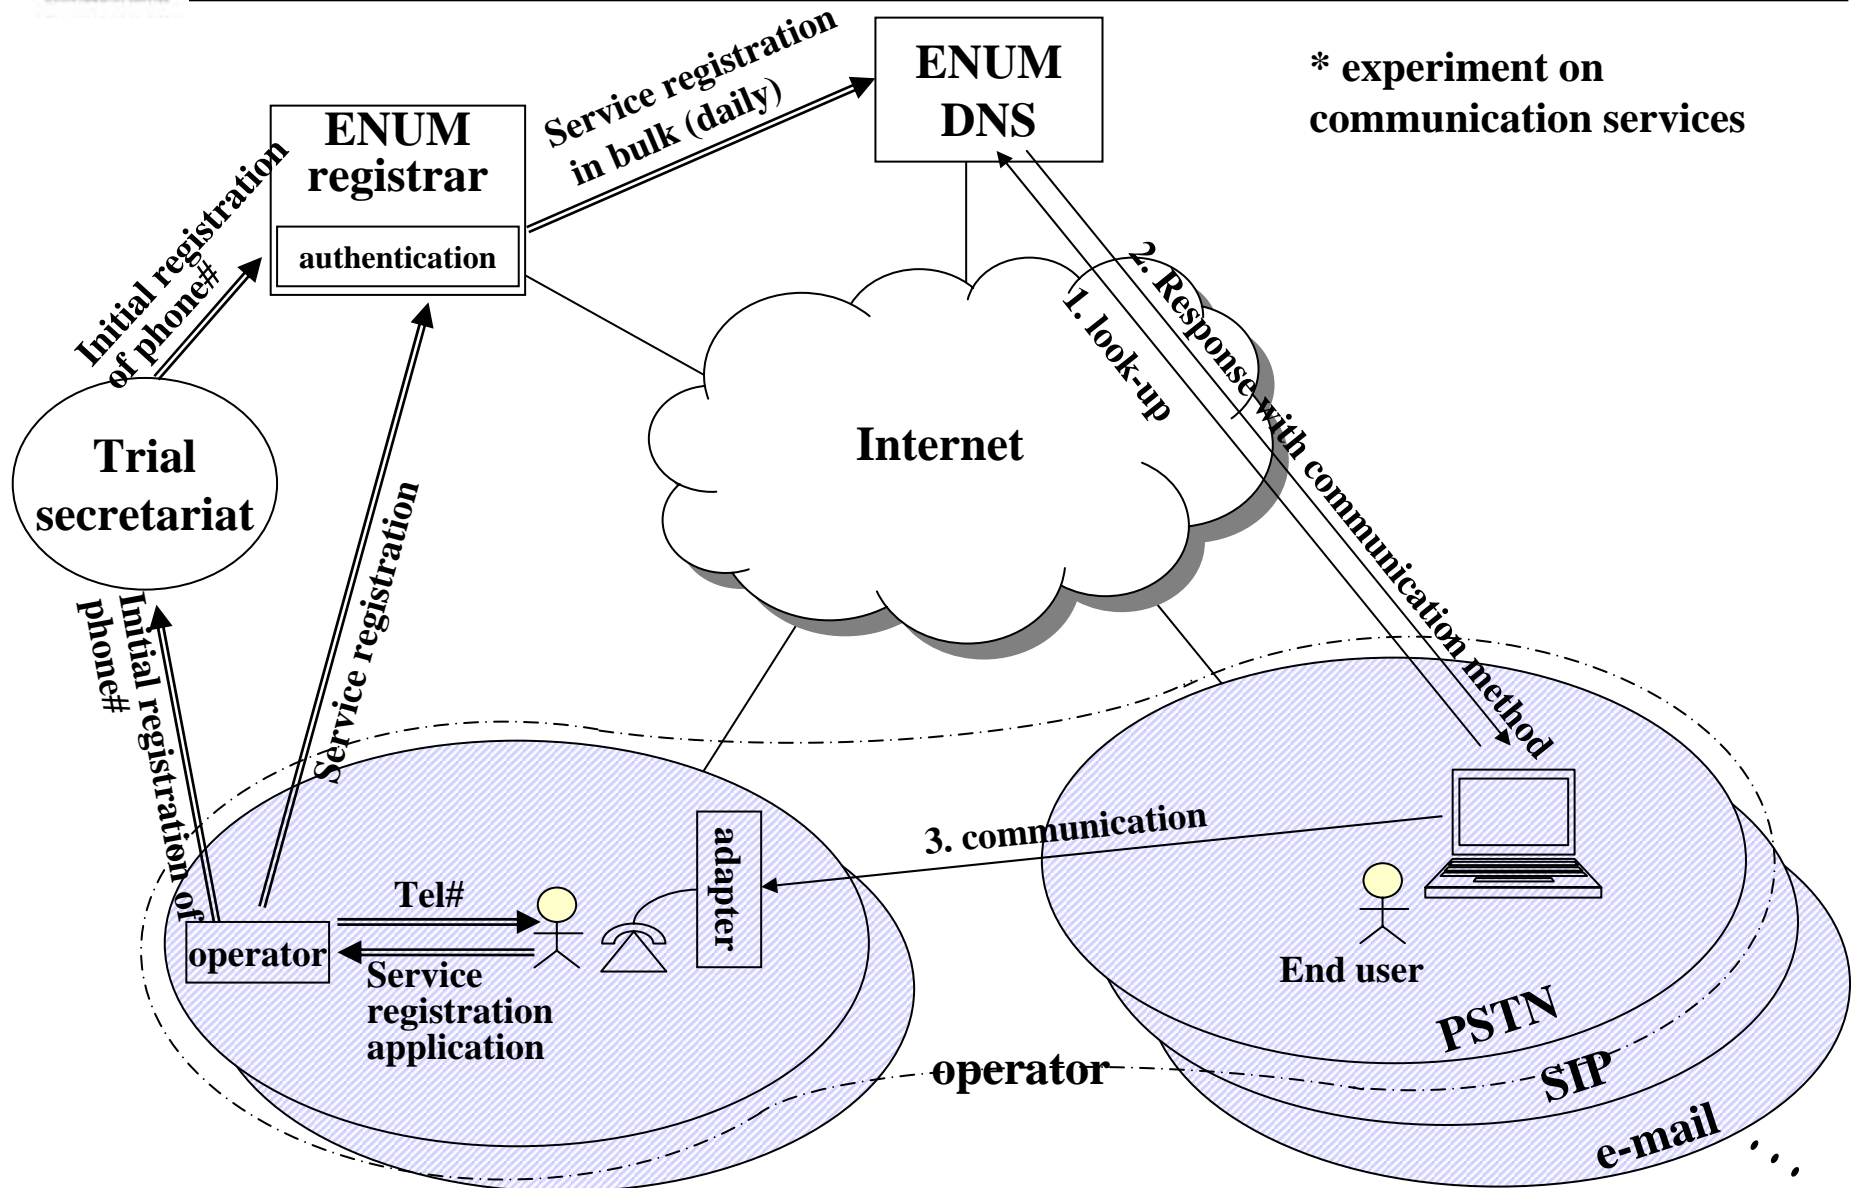 ENUM
DNS
* experiment on
communication services
Service registration
in bulk (daily)
ENUM
registrar
authentication
Initial registration
of phone#
Trial
secretariat
Initial registration of
phone#
Service registration
Internet
1. look-up
2. Response with communication method
3. communication
adapter
Tel#
operator
Service
registration
application
End user
PSTN
SIP
e-mail
...
operator